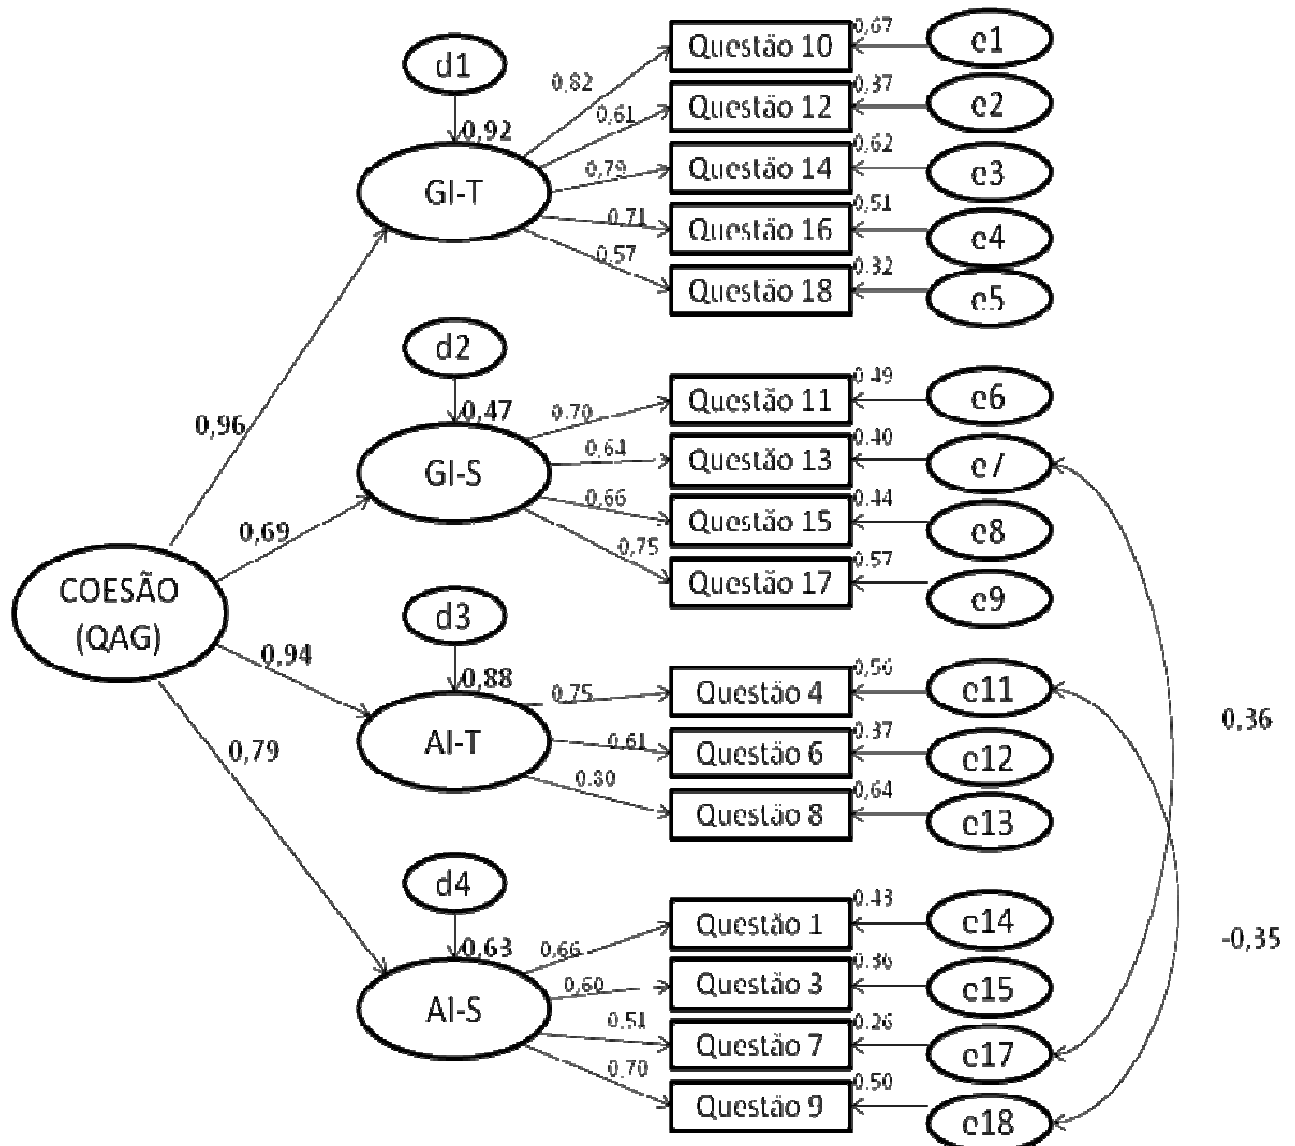 d1
0,92
GI-T
0,82
0,61
0,79
0,71
0,57
Questão 10
0,67
e1
Questão 12
0,37
e2
Questão 14
0,62
e3
Questão 16
0,51
e4
Questão 18
0,32
e5
d2
0,47
GI-S
0,70
0,64
0,66
0,75
Questão 11
0,49
e6
Questão 13
0,40
e7
Questão 15
0,44
e8
Questão 17
0,57
e9
0,96
0,69
COESÃO
(QAG)
0,94
0,79
d3
0,88
AI-T
0,75
0,61
0,80
Questão 4
0,56
e11
Questão 6
0,37
e12
Questão 8
0,64
e13
d4
0,63
AI-S
0,66
0,60
0,51
0,70
Questão 1
0,43
e14
Questão 3
0,36
e15
Questão 7
0,26
e17
Questão 9
0,50
e18
0,36
-0,35